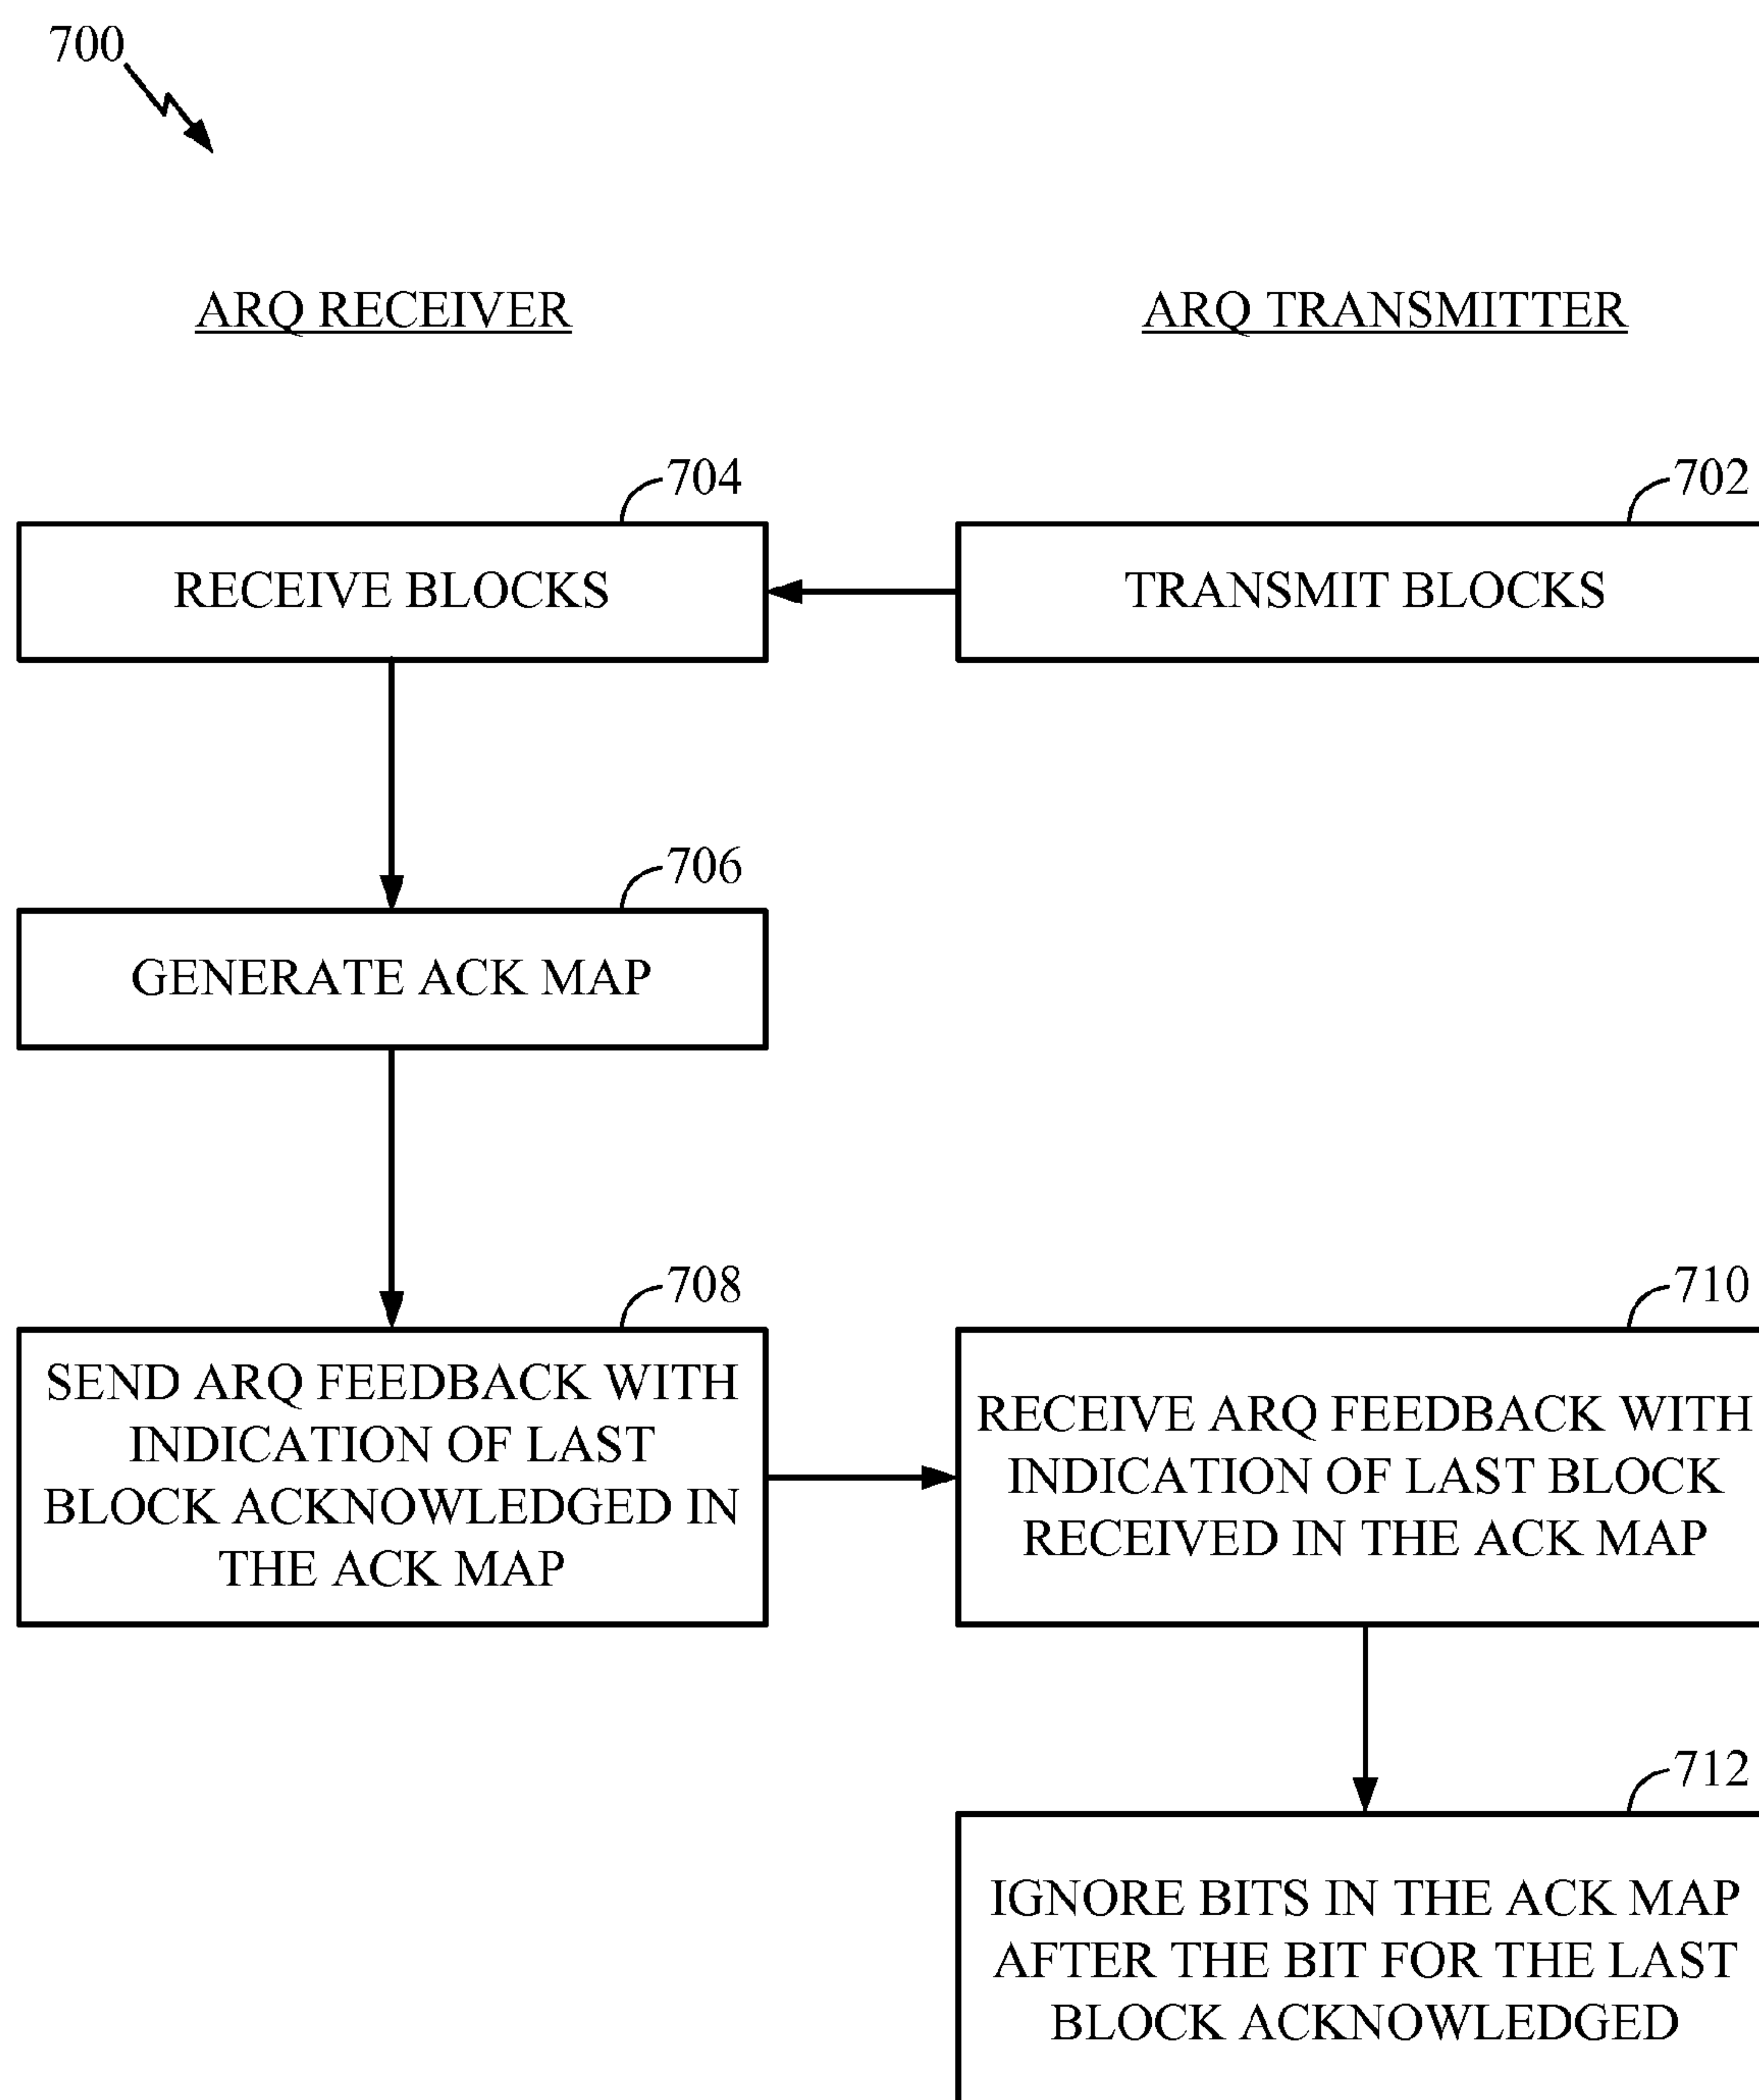 700
ARQ RECEIVER
ARQ TRANSMITTER
704
702
RECEIVE BLOCKS
TRANSMIT BLOCKS
706
GENERATE ACK MAP
708
710
SEND ARQ FEEDBACK WITH
INDICATION OF LAST
BLOCK ACKNOWLEDGED IN
THE ACK MAP
RECEIVE ARQ FEEDBACK WITH
INDICATION OF LAST BLOCK
RECEIVED IN THE ACK MAP
712
IGNORE BITS IN THE ACK MAP
AFTER THE BIT FOR THE LAST
BLOCK ACKNOWLEDGED